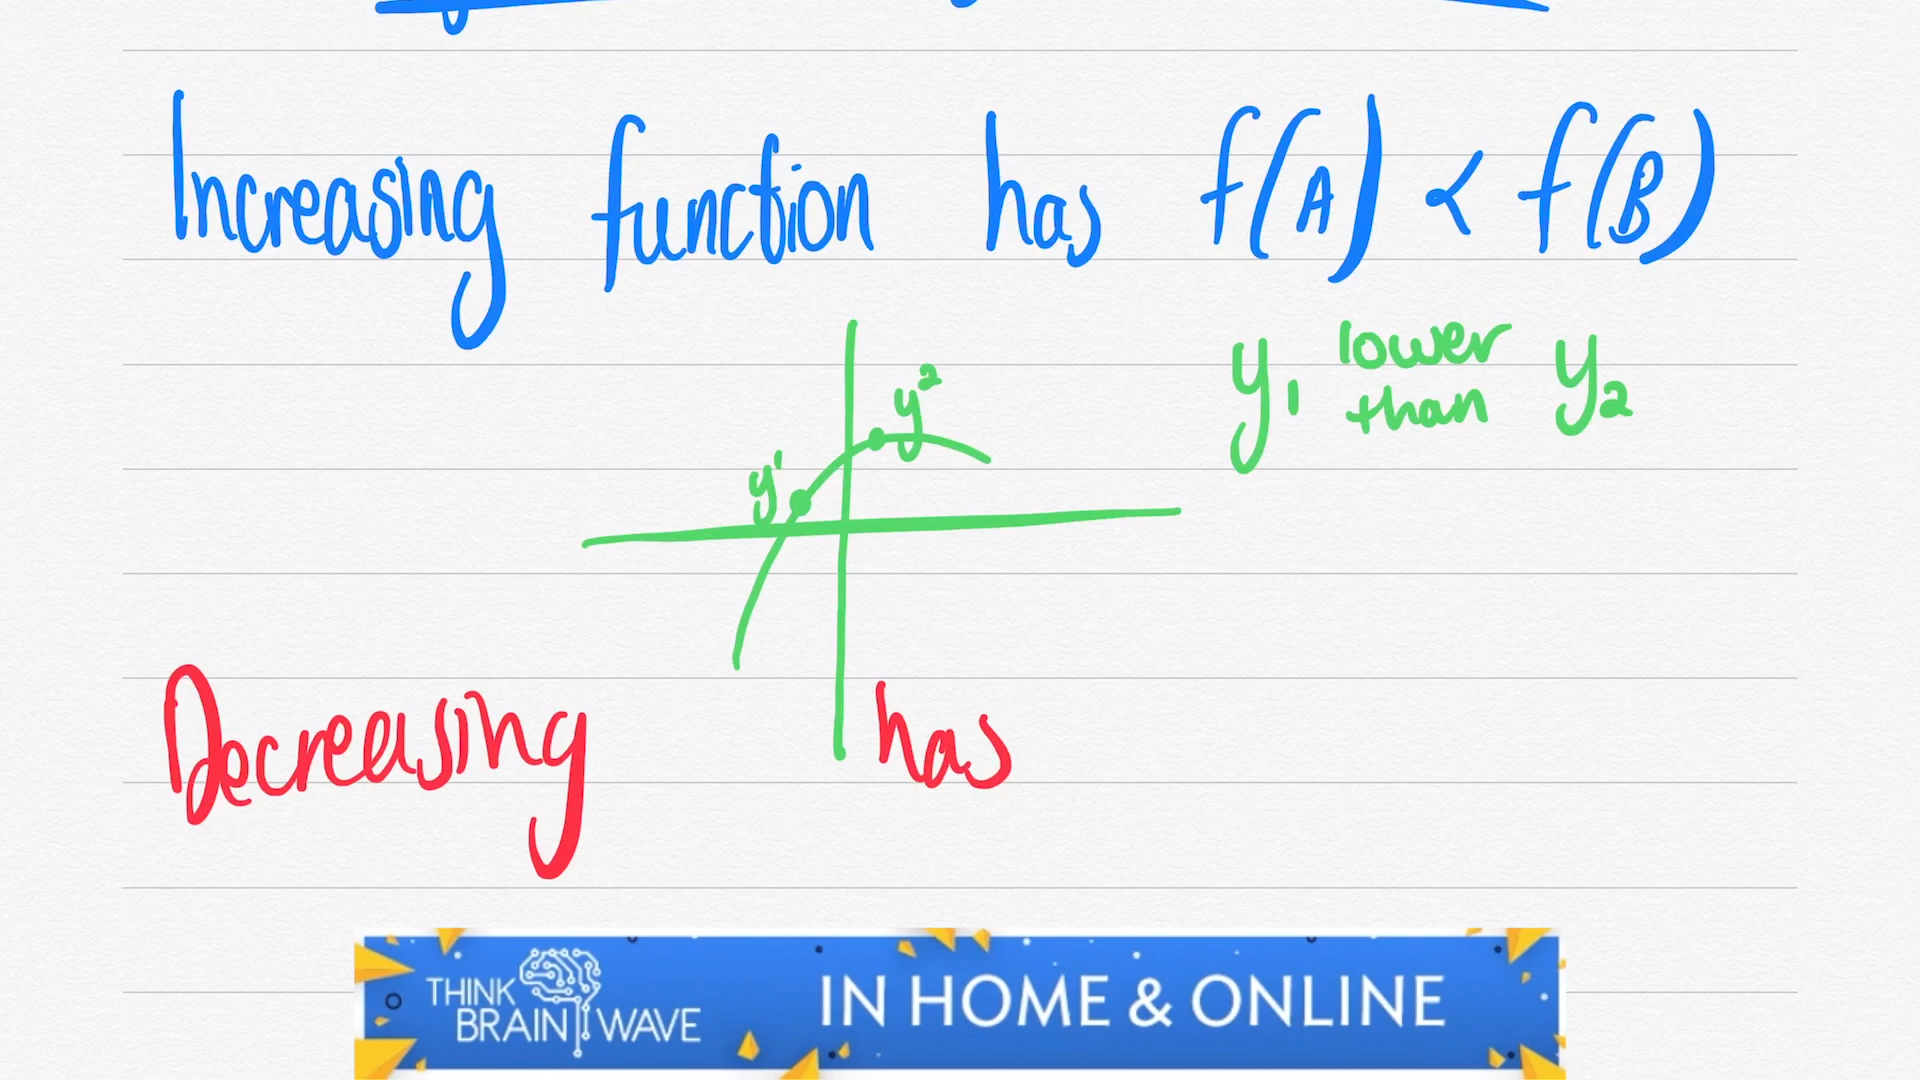 Increasing function has f(A) < f(B)
y₁ lower than y₂
y²
y¹
Decreasing has
THINK BRAIN WAVE
IN HOME & ONLINE